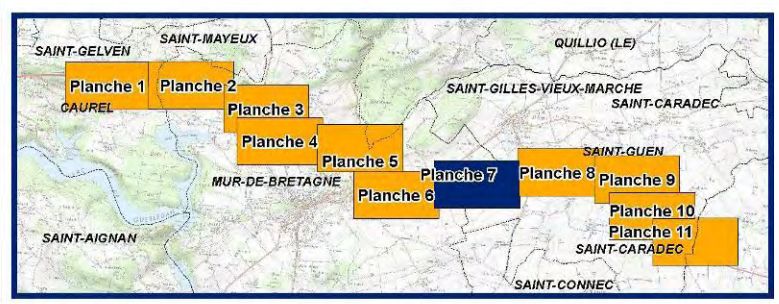 SAINT-GELVEN
SAINT-MAYEUX
QUILLIO (LE)
Planche 1
Planche 2
SAINT-GILLES-VIEUX-MARCHE
CAUREL
Planche 3
SAINT-CARADEC
Planche 4
Planche 5
SAINT-GUEN
MUR-DE-BRETAGNE
Planche 6
Planche 7
Planche 8
Planche 9
Planche 10
SAINT-AIGNAN
Planche 11
SAINT-CARADEC
SAINT-CONNEC